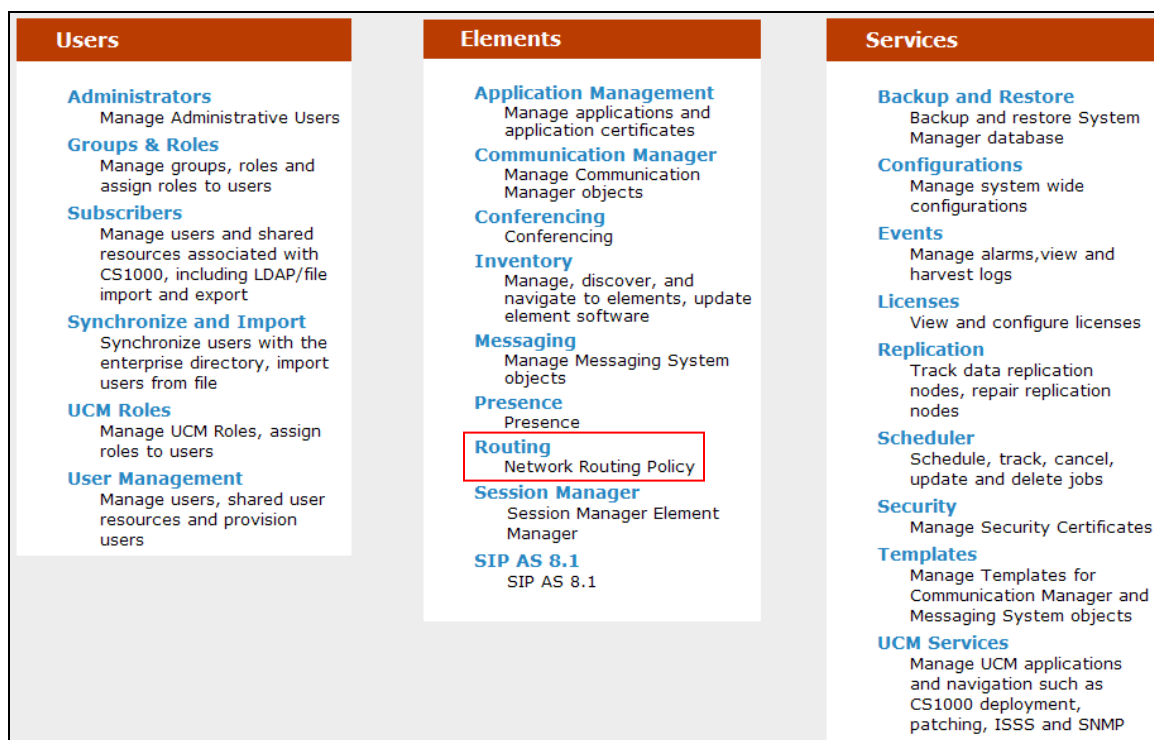 Users
Administrators
Manage Administrative Users
Groups & Roles
Manage groups, roles and
assign roles to users
Subscribers
Manage users and shared
resources associated with
CS1000, including LDAP/file
import and export
Synchronize and Import
Synchronize users with the
enterprise directory, import
users from file
UCM Roles
Manage UCM Roles, assign
roles to users
User Management
Manage users, shared user
resources and provision
users
Elements
Application Management
Manage applications and
application certificates
Communication Manager
Manage Communication
Manager objects
Conferencing
Conferencing
Inventory
Manage, discover, and
navigate to elements, update
element software
Messaging
Manage Messaging System
objects
Presence
Presence
Routing
Network Routing Policy
Session Manager
Session Manager Element
Manager
SIP AS 8.1
SIP AS 8.1
Services
Backup and Restore
Backup and restore System
Manager database
Configurations
Manage system wide
configurations
Events
Manage alarms,view and
harvest logs
Licenses
View and configure licenses
Replication
Track data replication
nodes, repair replication
nodes
Scheduler
Schedule, track, cancel,
update and delete jobs
Security
Manage Security Certificates
Templates
Manage Templates for
Communication Manager and
Messaging System objects
UCM Services
Manage UCM applications
and navigation such as
CS1000 deployment,
patching, ISSS and SNMP